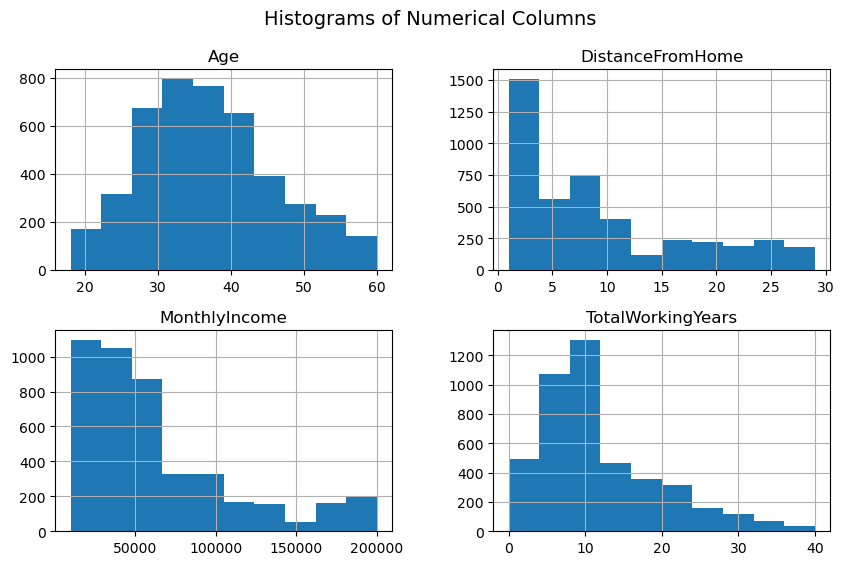 Histograms of Numerical Columns
Age
800
600
400
200
0
20 30 40 50 60
DistanceFromHome
1500
1250
1000
750
500
250
0
0 5 10 15 20 25 30
MonthlyIncome
1000
800
600
400
200
0
50000 100000 150000 200000
TotalWorkingYears
1200
1000
800
600
400
200
0
0 10 20 30 40